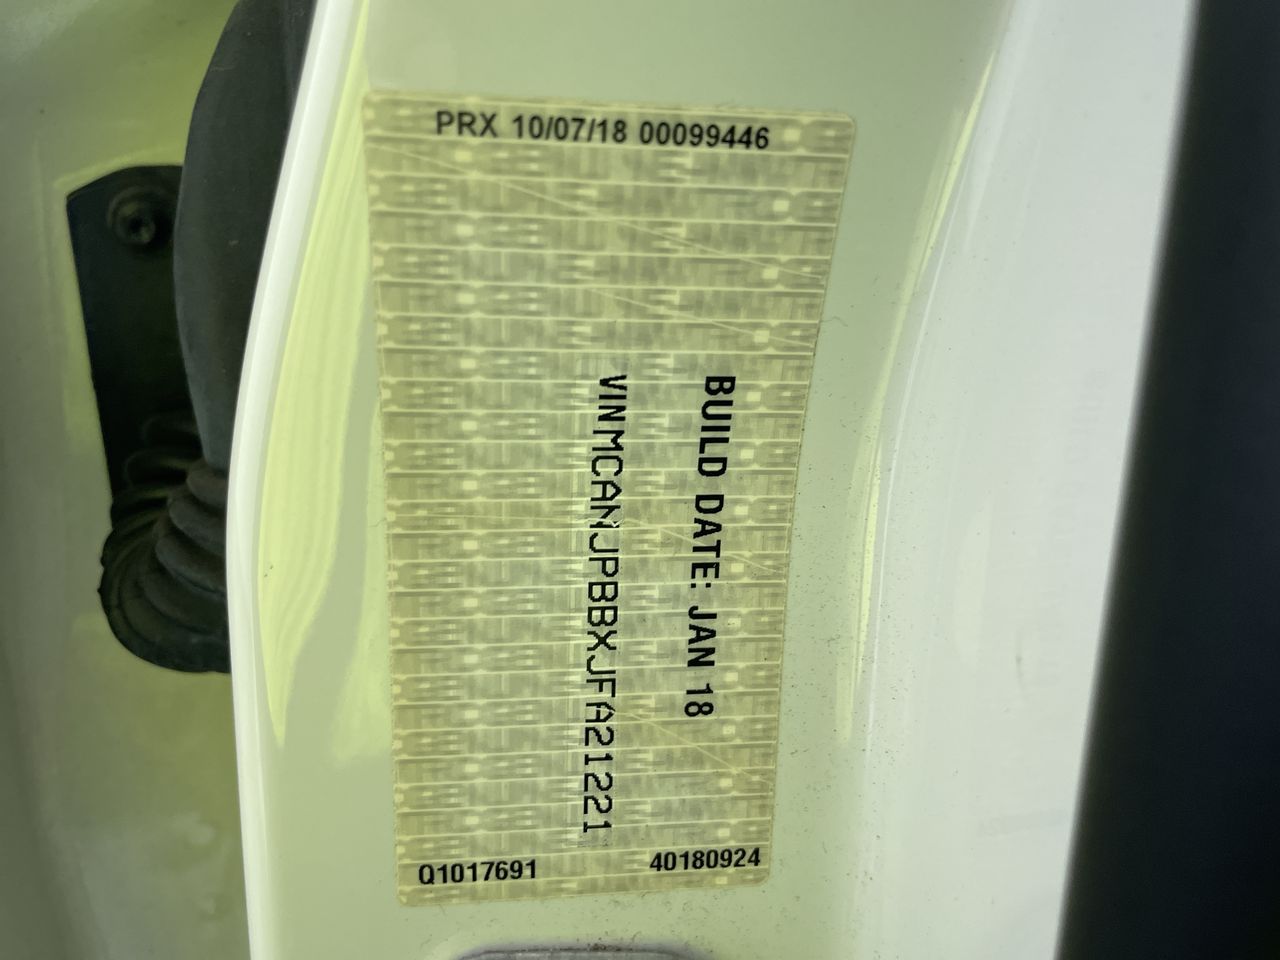 PRX 10/07/18 00099446
BUILD DATE: JAN 18
VINMCANJPBBXJFA21221
Q1017691
40180924